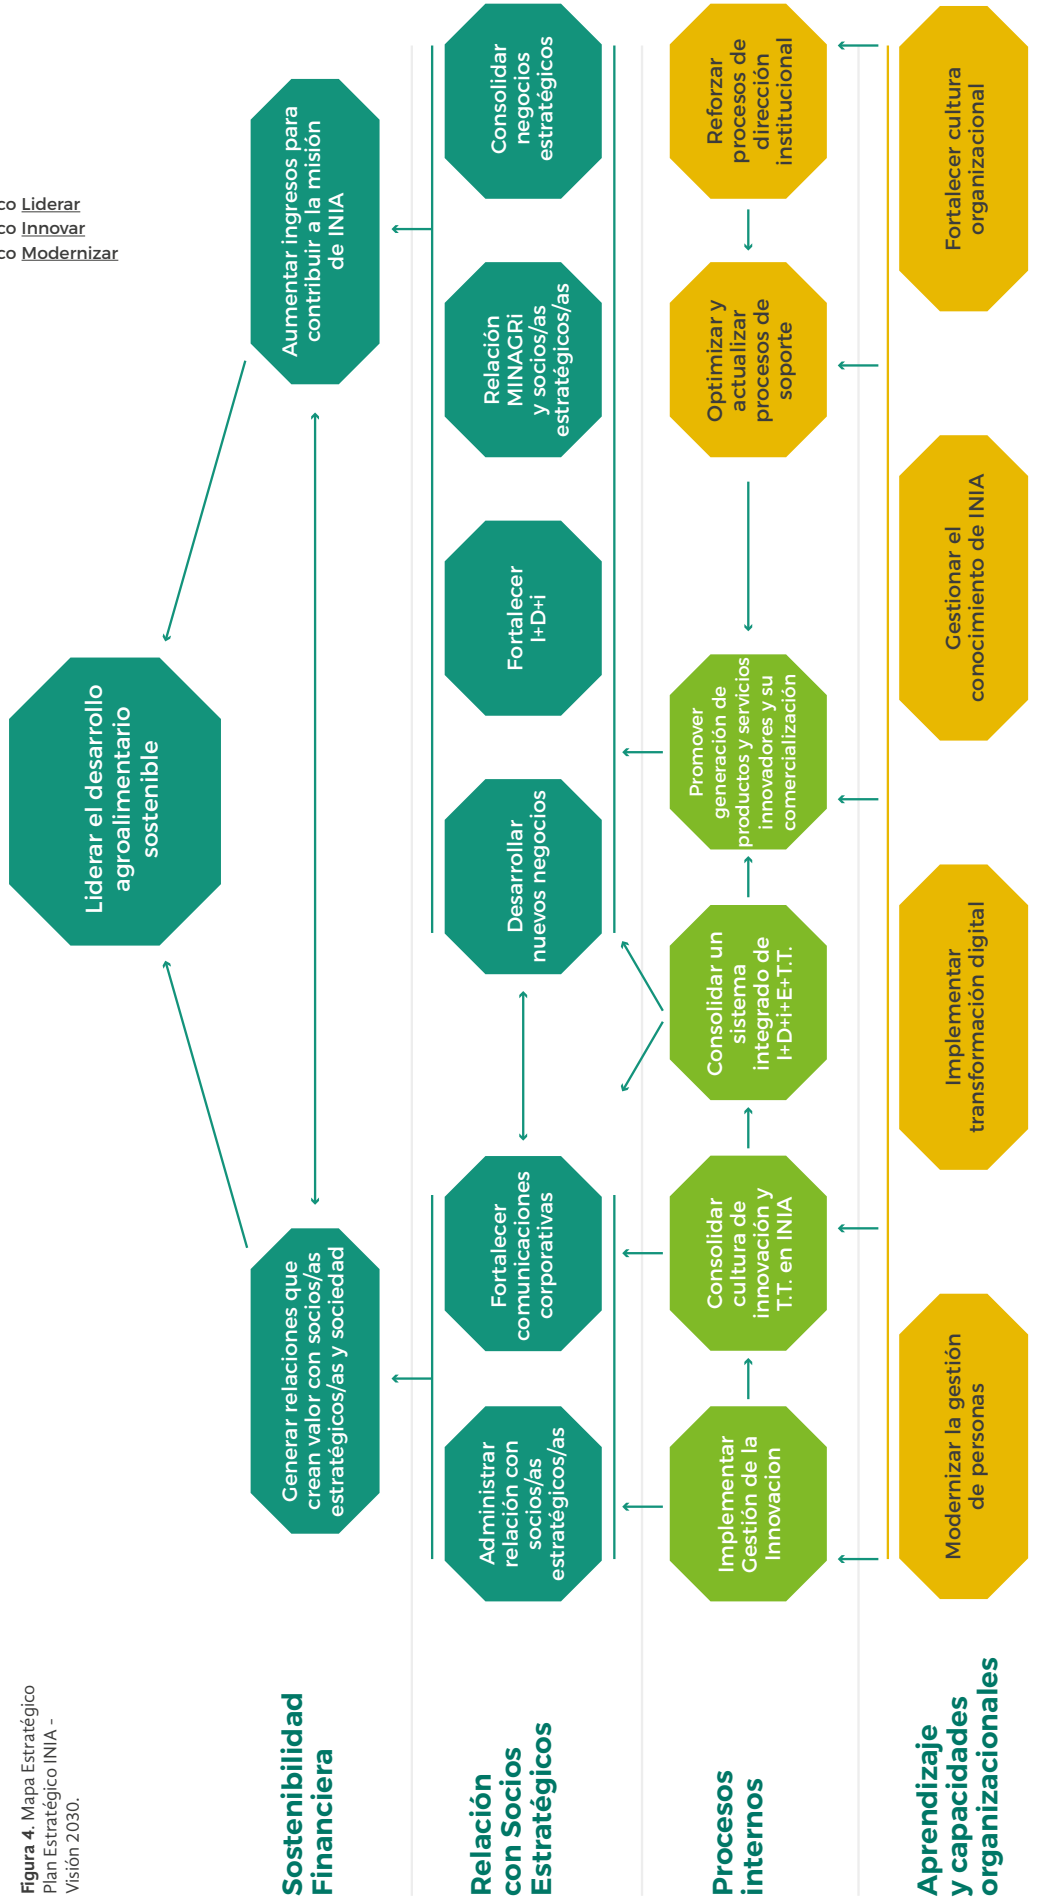 Figura 4. Mapa Estratégico
Plan Estratégico INIA -
Visión 2030.
co Liderar
co Innovar
co Modernizar
Liderar el desarrollo
agroalimentario
sostenible
Sostenibilidad
Financiera
Generar relaciones que
crean valor con socios/as
estratégicos/as y sociedad
Aumentar ingresos para
contribuir a la misión
de INIA
Relación
con Socios
Estratégicos
Administrar
relación con
socios/as
estratégicos/as
Fortalecer
comunicaciones
corporativas
Desarrollar
nuevos negocios
Fortalecer
I+D+i
Relación
MINAGRi
y socios/as
estratégicos/as
Consolidar
negocios
estratégicos
Procesos
internos
Implementar
Gestión de la
Innovacion
Consolidar
cultura de
innovación y
T.T. en INIA
Consolidar un
sistema
integrado de
I+D+i+E+T.T.
Promover
generación de
productos y servicios
innovadores y su
comercialización
Optimizar y
actualizar
procesos de
soporte
Reforzar
procesos de
dirección
institucional
Aprendizaje
y capacidades
organizacionales
Modernizar la gestión
de personas
Implementar
transformación digital
Gestionar el
conocimiento de INIA
Fortalecer cultura
organizacional